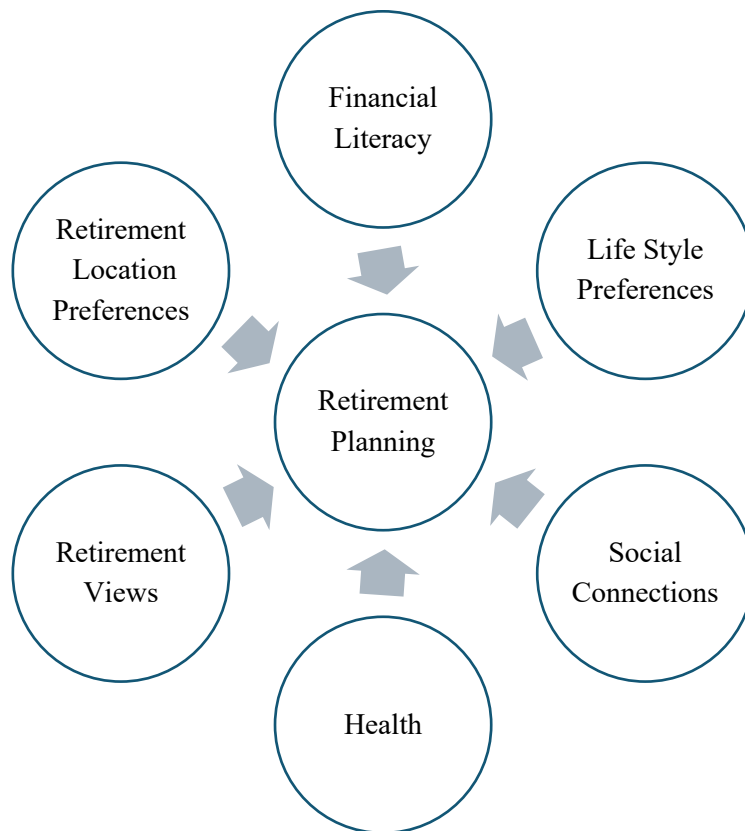 Financial
Literacy
Retirement
Location
Preferences
Life Style
Preferences
Retirement
Planning
Retirement
Views
Social
Connections
Health